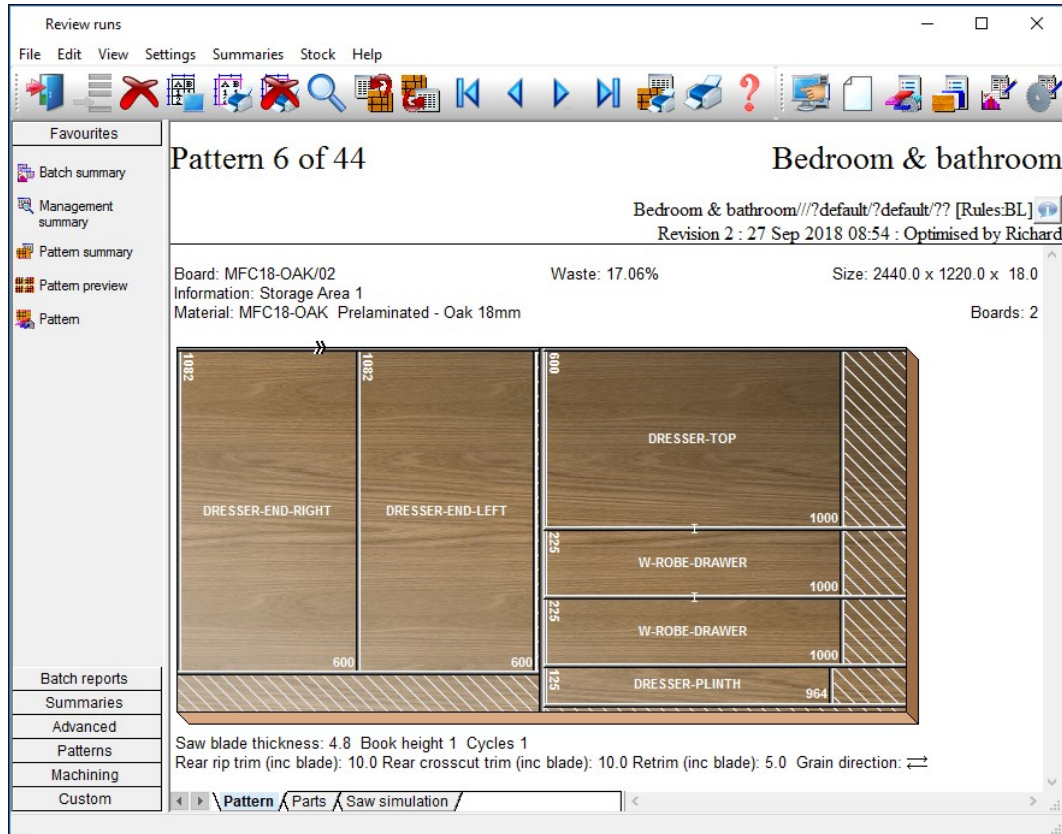 Review runs
File Edit View Settings Summaries Stock Help
Favourites
Batch summary
Management
summary
Pattern summary
Pattern preview
Pattern
Batch reports
Summaries
Advanced
Patterns
Machining
Custom
Pattern 6 of 44 Bedroom & bathroom
Bedroom & bathroom///?default/?default/?? [Rules:BL]
Revision 2 : 27 Sep 2018 08:54 : Optimised by Richard
Board: MFC18-OAK/02 Waste: 17.06% Size: 2440.0 x 1220.0 x 18.0
Information: Storage Area 1
Material: MFC18-OAK Prelaminated - Oak 18mm Boards: 2
1082
DRESSER-END-RIGHT
600
1082
DRESSER-END-LEFT
600
600
DRESSER-TOP
1000
225
W-ROBE-DRAWER
1000
225
W-ROBE-DRAWER
1000
125
DRESSER-PLINTH
964
Saw blade thickness: 4.8 Book height 1 Cycles 1
Rear rip trim (inc blade): 10.0 Rear crosscut trim (inc blade): 10.0 Retrim (inc blade): 5.0 Grain direction:
Pattern Parts Saw simulation